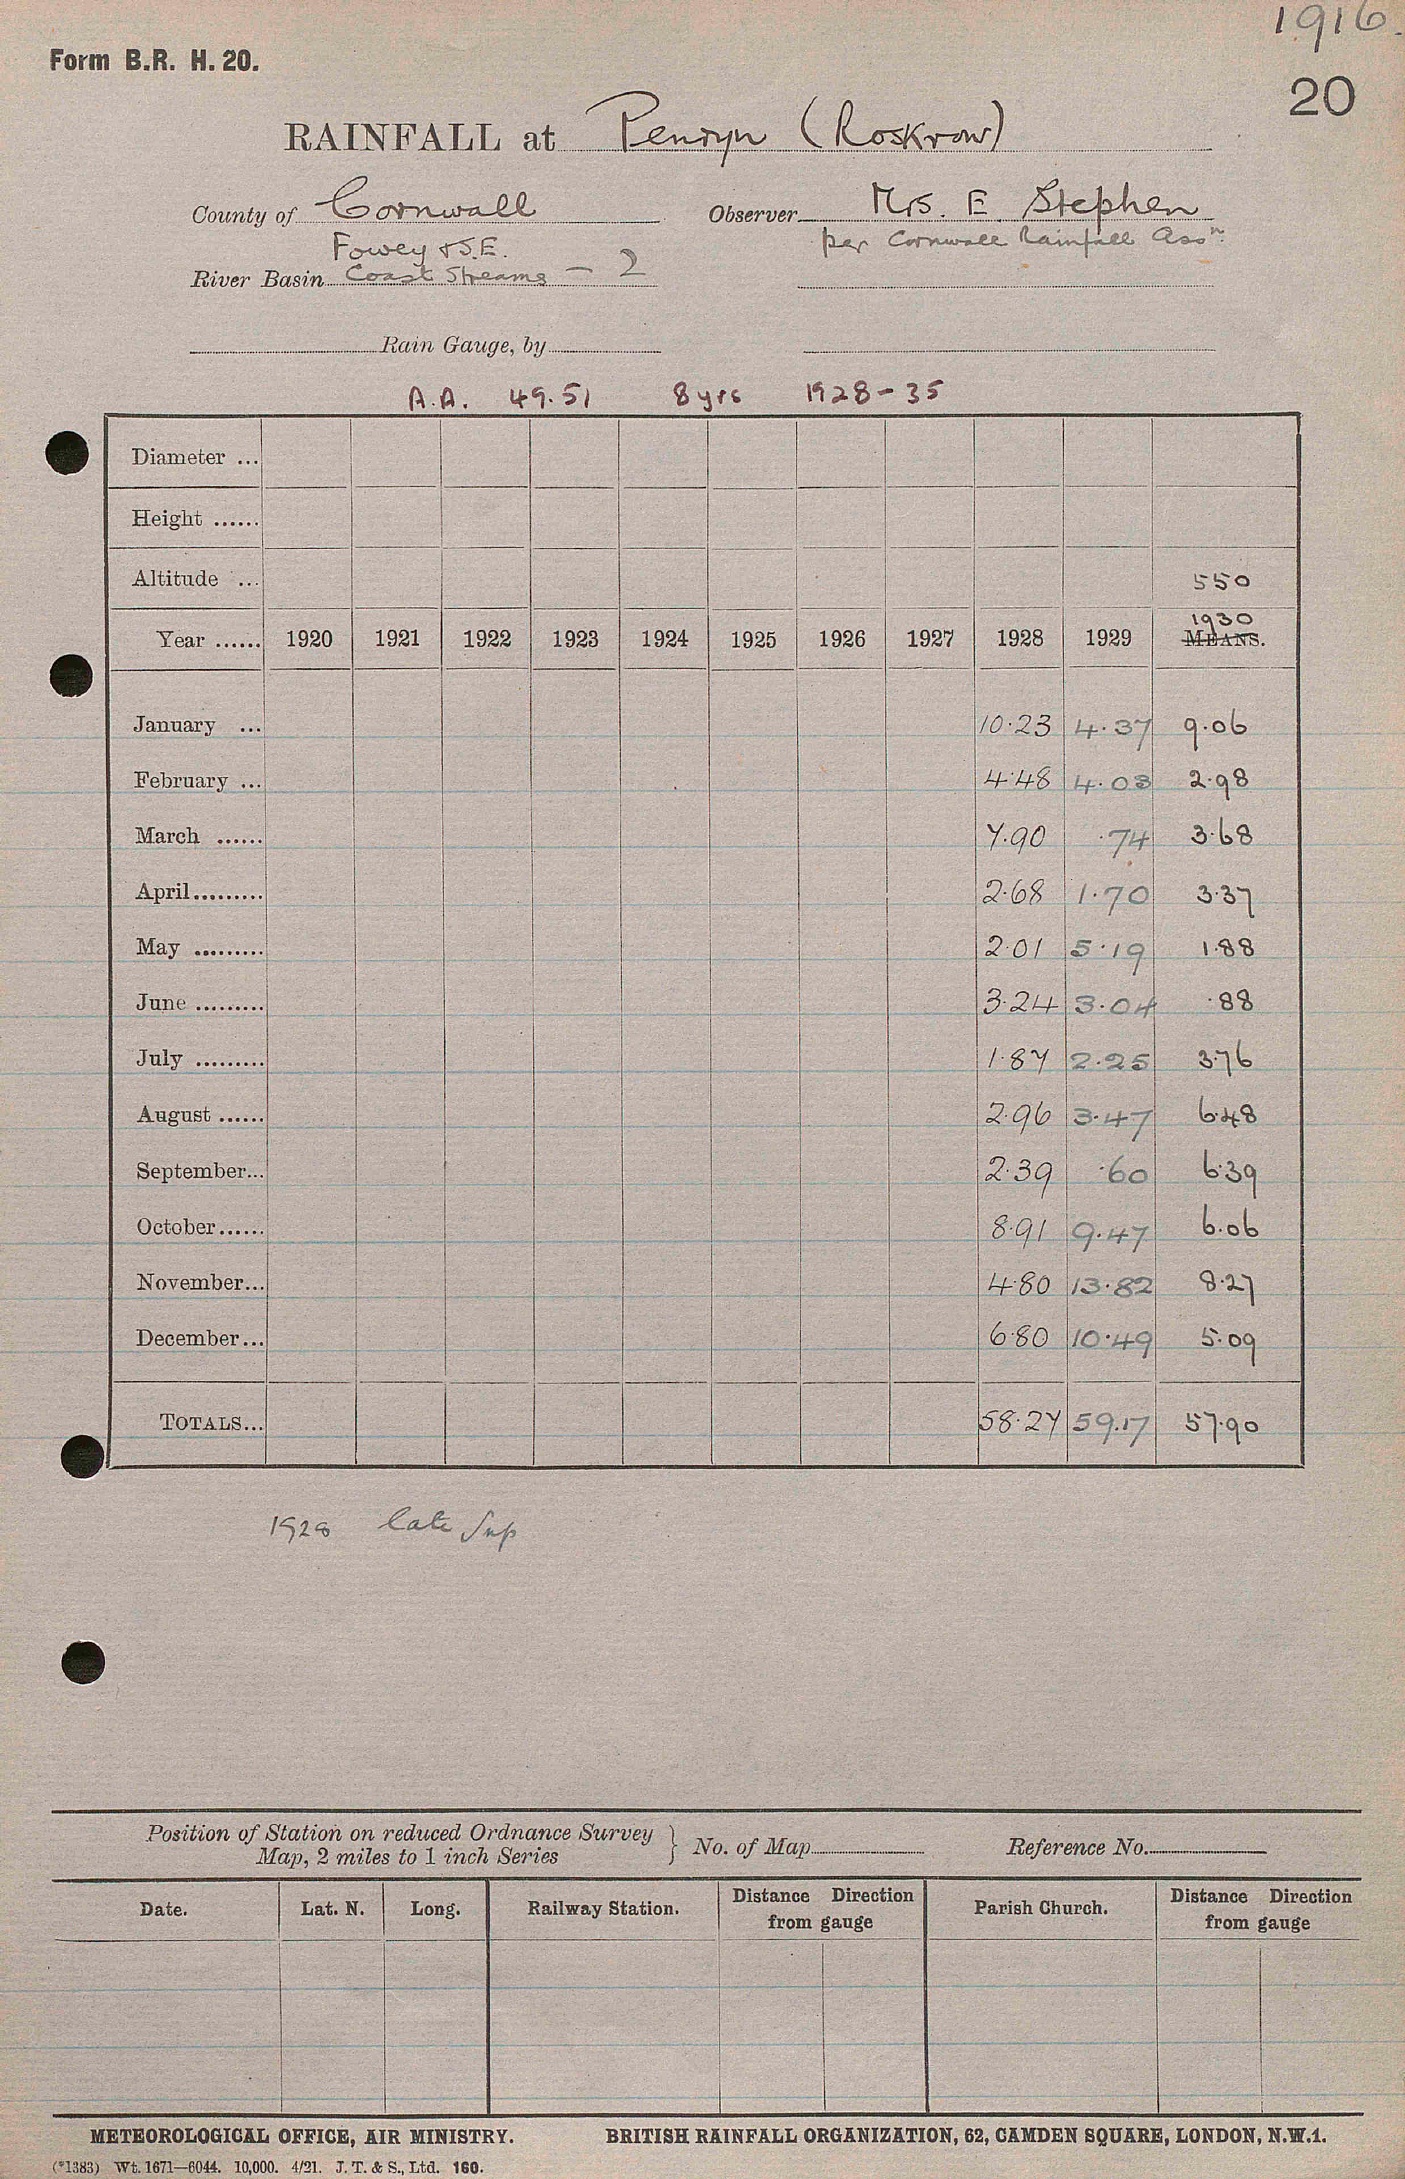 1916.
Form B.R. H. 20.
20
RAINFALL at Penryn (Roskrow)
County of Cornwall Observer Mrs. E. Stephen
Fowey & S.E. per Cornwall Rainfall Assn.
River Basin Coast Streams - 2
Rain Gauge, by
A.A. 49.51 8 yrs 1928-35
Diameter ...
Height ......
Altitude ... 550
1930
Year ...... 1920 1921 1922 1923 1924 1925 1926 1927 1928 1929 MEANS.
January ... 10.23 4.37 9.06
February ... 4.48 4.03 2.98
March ...... 7.90 .74 3.68
April......... 2.68 1.70 3.37
May ......... 2.01 5.19 1.88
June ......... 3.24 3.04 .88
July ......... 1.87 2.25 3.76
August ...... 2.96 3.47 6.48
September... 2.39 .60 6.39
October...... 8.91 9.47 6.06
November... 4.80 13.82 8.27
December... 6.80 10.49 5.09
TOTALS... 58.27 59.17 57.90
1928 late Sup
Position of Station on reduced Ordnance Survey
Map, 2 miles to 1 inch Series } No. of Map Reference No.
Date. Lat. N. Long. Railway Station. Distance Direction from gauge Parish Church. Distance Direction from gauge
METEOROLOGICAL OFFICE, AIR MINISTRY. BRITISH RAINFALL ORGANIZATION, 62, CAMDEN SQUARE, LONDON, N.W.1.
(*1383) Wt. 1671—6044. 10,000. 4/21. J. T. & S., Ltd. 160.